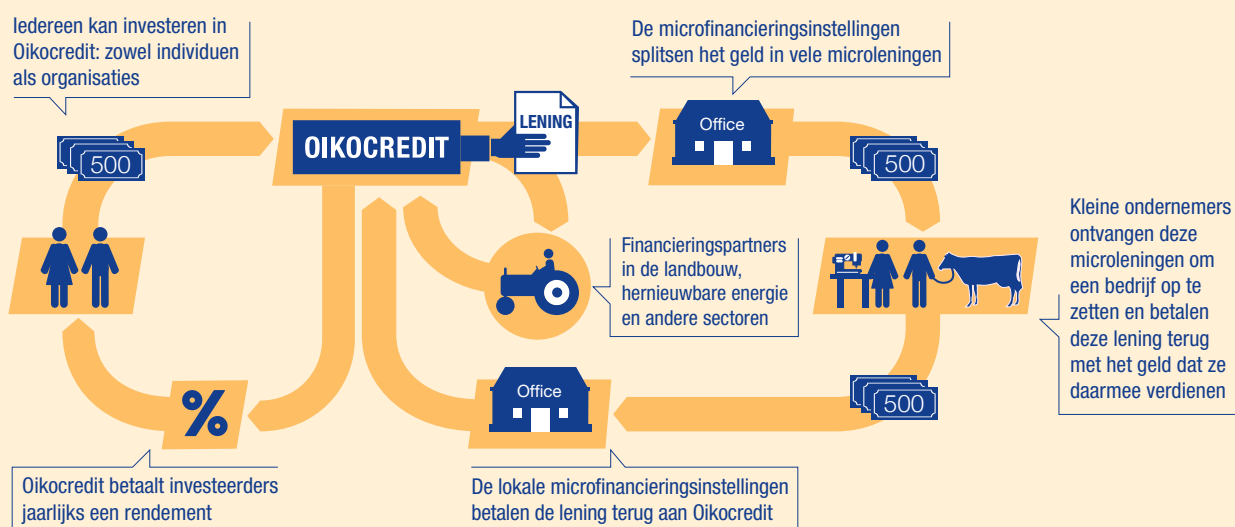 Iedereen kan investeren in
Oikocredit: zowel individuen
als organisaties
De microfinancieringsinstellingen
splitsen het geld in vele microleningen
OIKOCREDIT
LENING
Office
500
500
Kleine ondernemers
ontvangen deze
microleningen om
een bedrijf op te
zetten en betalen
deze lening terug
met het geld dat ze
daarmee verdienen
Financieringspartners
in de landbouw,
hernieuwbare energie
en andere sectoren
%
Office
500
Oikocredit betaalt investeerders
jaarlijks een rendement
De lokale microfinancieringsinstellingen
betalen de lening terug aan Oikocredit